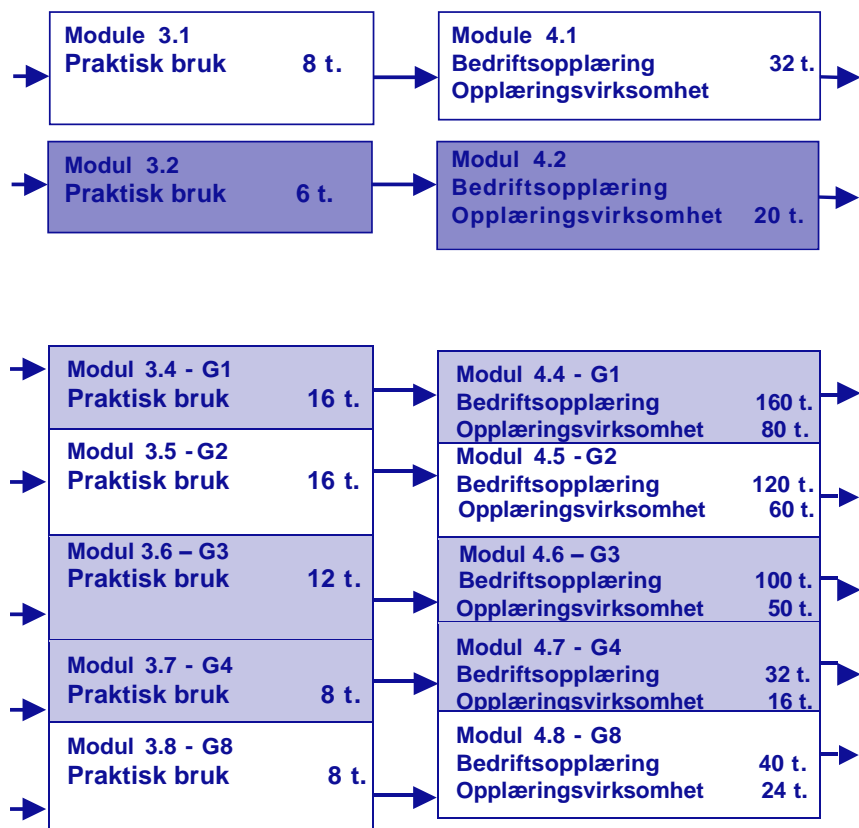 Module 3.1
Praktisk bruk 8 t.
Module 4.1
Bedriftsopplæring 32 t.
Opplæringsvirksomhet
Modul 3.2
Praktisk bruk 6 t.
Modul 4.2
Bedriftsopplæring
Opplæringsvirksomhet 20 t.
Modul 3.4 - G1
Praktisk bruk 16 t.
Modul 4.4 - G1
Bedriftsopplæring 160 t.
Opplæringsvirksomhet 80 t.
Modul 3.5 - G2
Praktisk bruk 16 t.
Modul 4.5 - G2
Bedriftsopplæring 120 t.
Opplæringsvirksomhet 60 t.
Modul 3.6 – G3
Praktisk bruk 12 t.
Modul 4.6 – G3
Bedriftsopplæring 100 t.
Opplæringsvirksomhet 50 t.
Modul 3.7 - G4
Praktisk bruk 8 t.
Modul 4.7 - G4
Bedriftsopplæring 32 t.
Opplæringsvirksomhet 16 t.
Modul 3.8 - G8
Praktisk bruk 8 t.
Modul 4.8 - G8
Bedriftsopplæring 40 t.
Opplæringsvirksomhet 24 t.